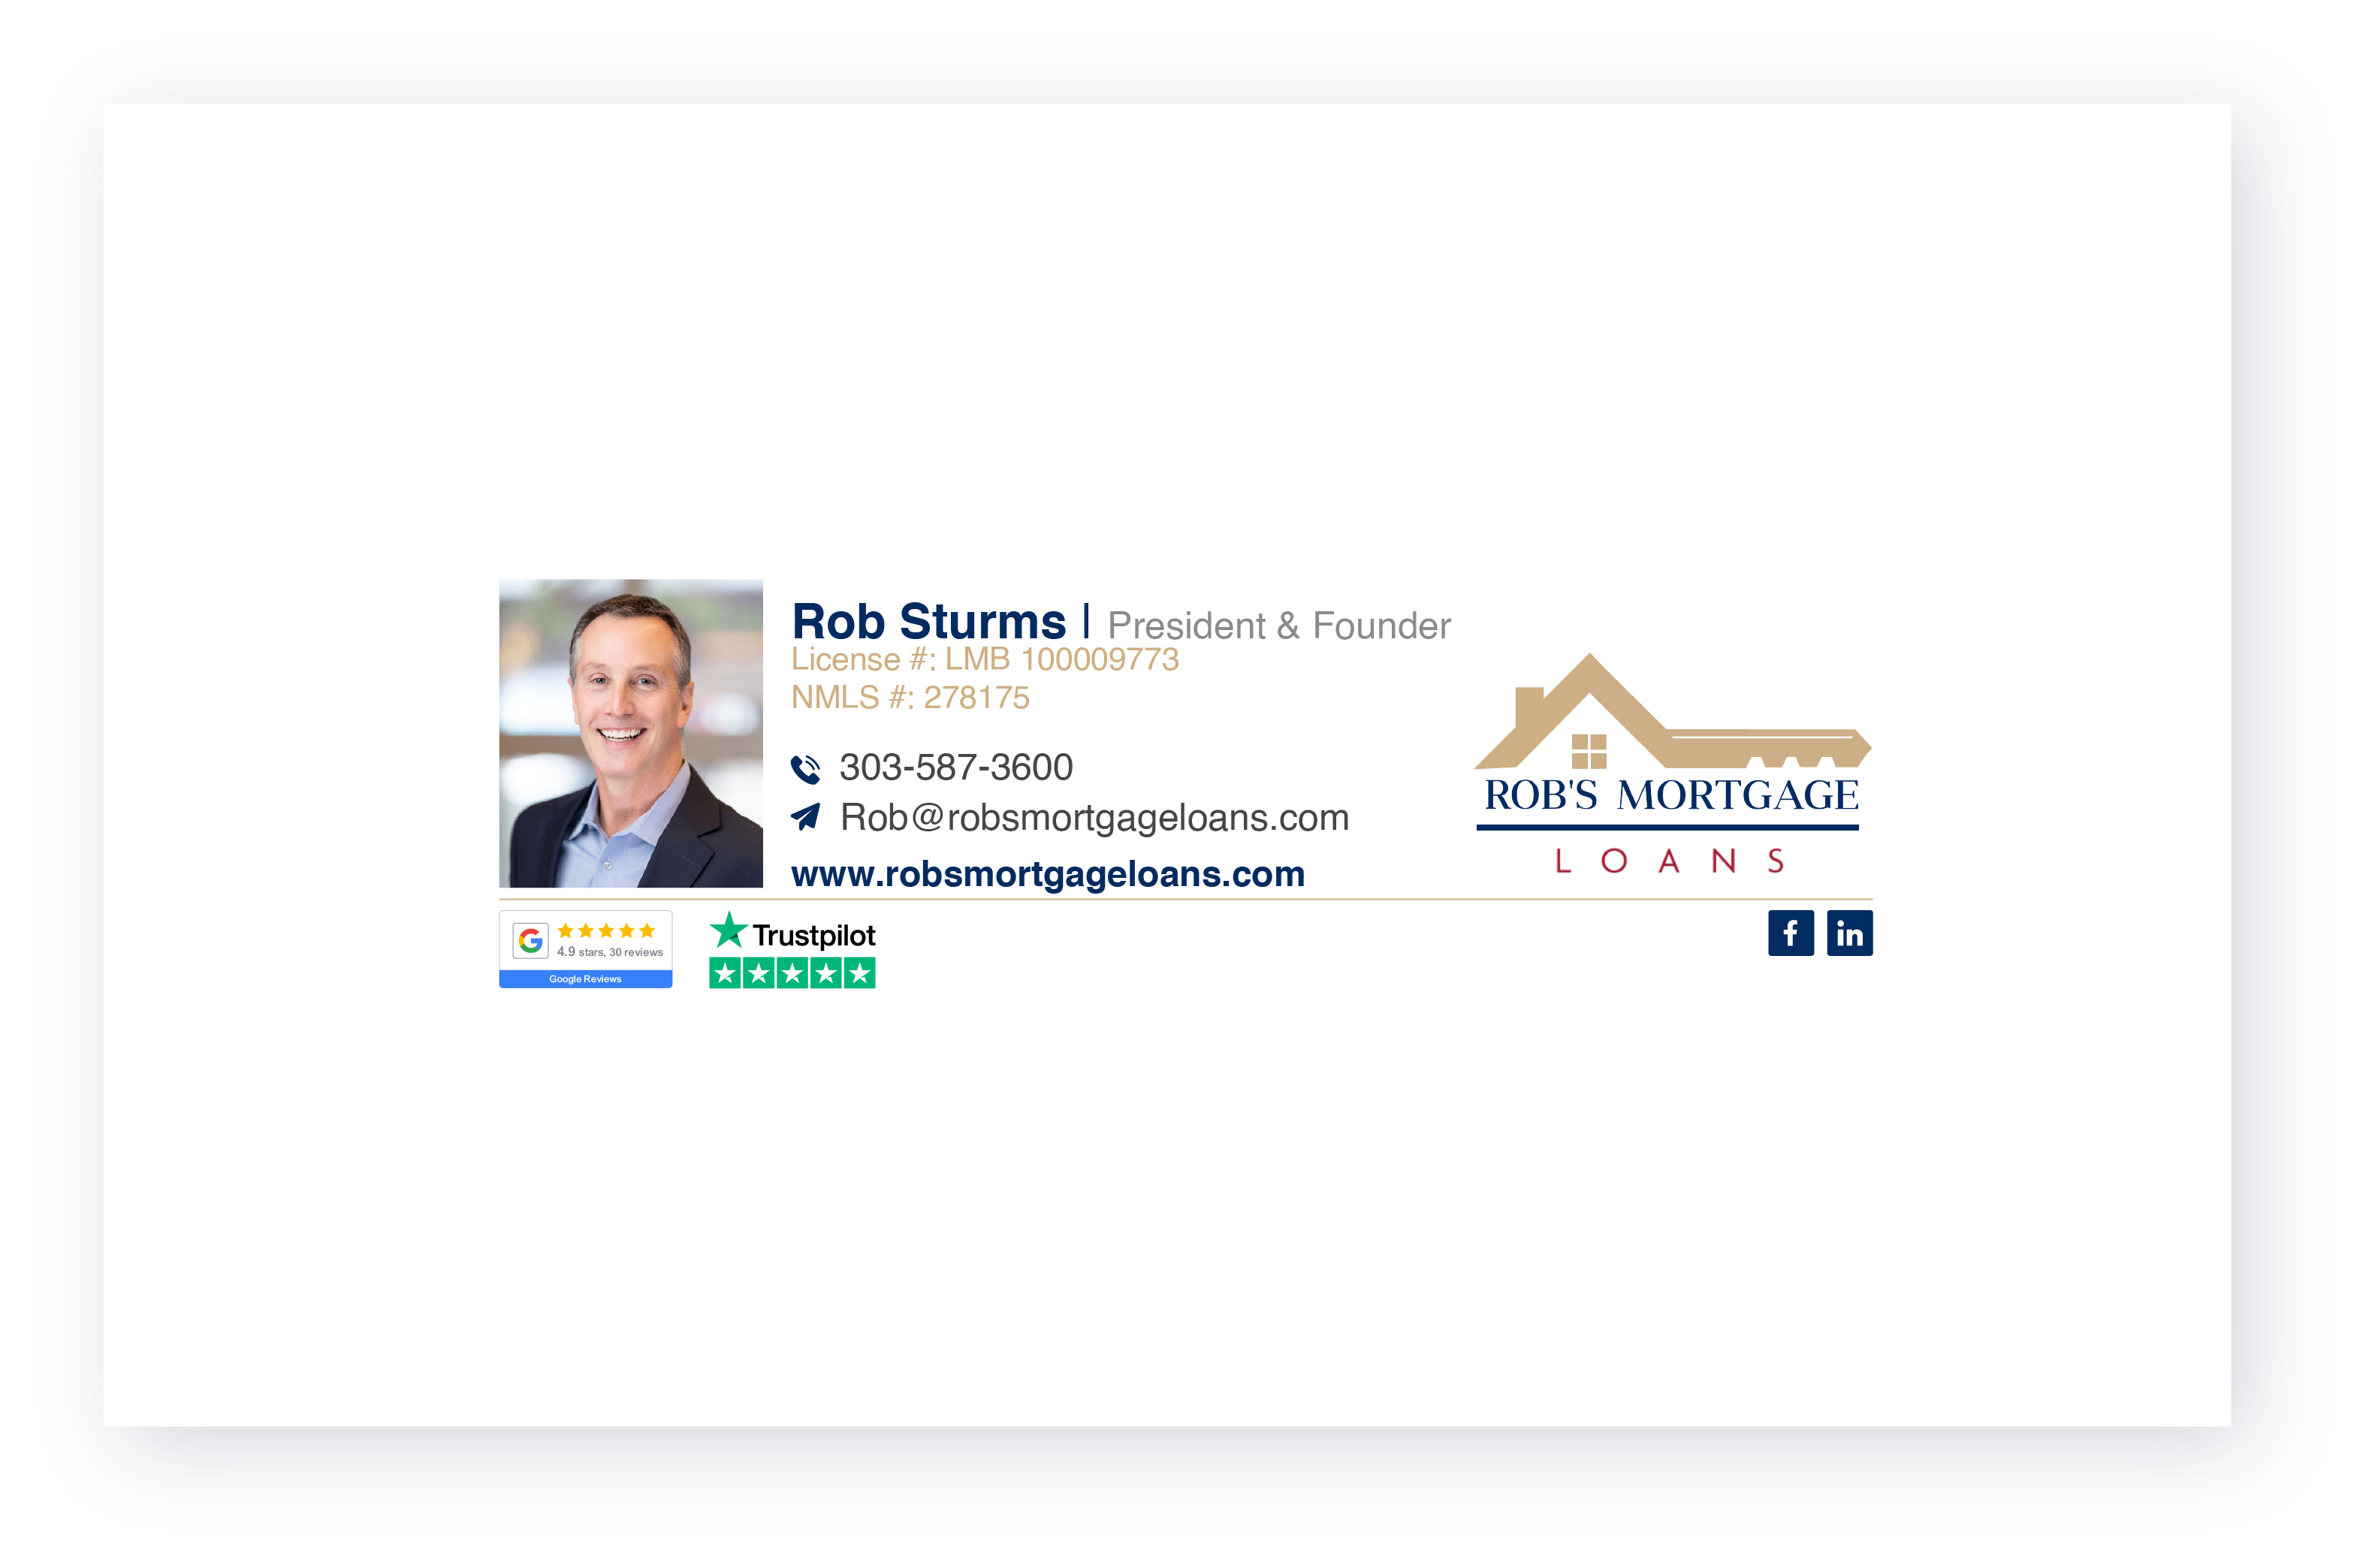 Rob Sturms | President & Founder
License #: LMB 100009773
NMLS #: 278175
303-587-3600
Rob@robsmortgageloans.com
www.robsmortgageloans.com
ROB'S MORTGAGE
LOANS
G
4.9 stars, 30 reviews
Google Reviews
Trustpilot
f in